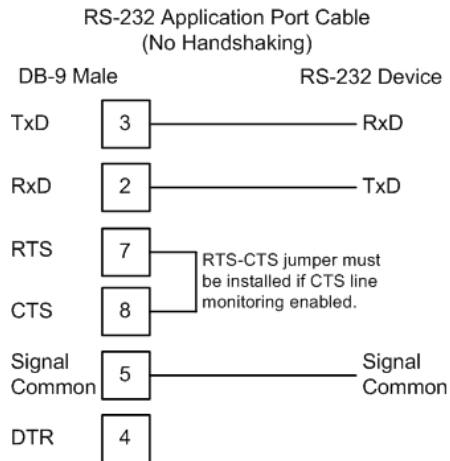 RS-232 Application Port Cable
(No Handshaking)
DB-9 Male RS-232 Device
TxD 3 RxD
RxD 2 TxD
RTS 7
RTS-CTS jumper must
be installed if CTS line
monitoring enabled.
CTS 8
Signal
Common 5 Signal
Common
DTR 4